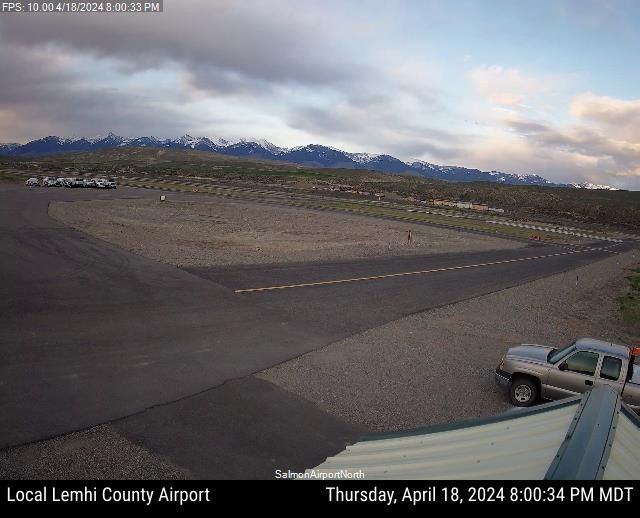 FPS: 10.00 4/18/2024 8:00:33 PM
SalmonAirportNorth
Local Lemhi County Airport
Thursday, April 18, 2024 8:00:34 PM MDT